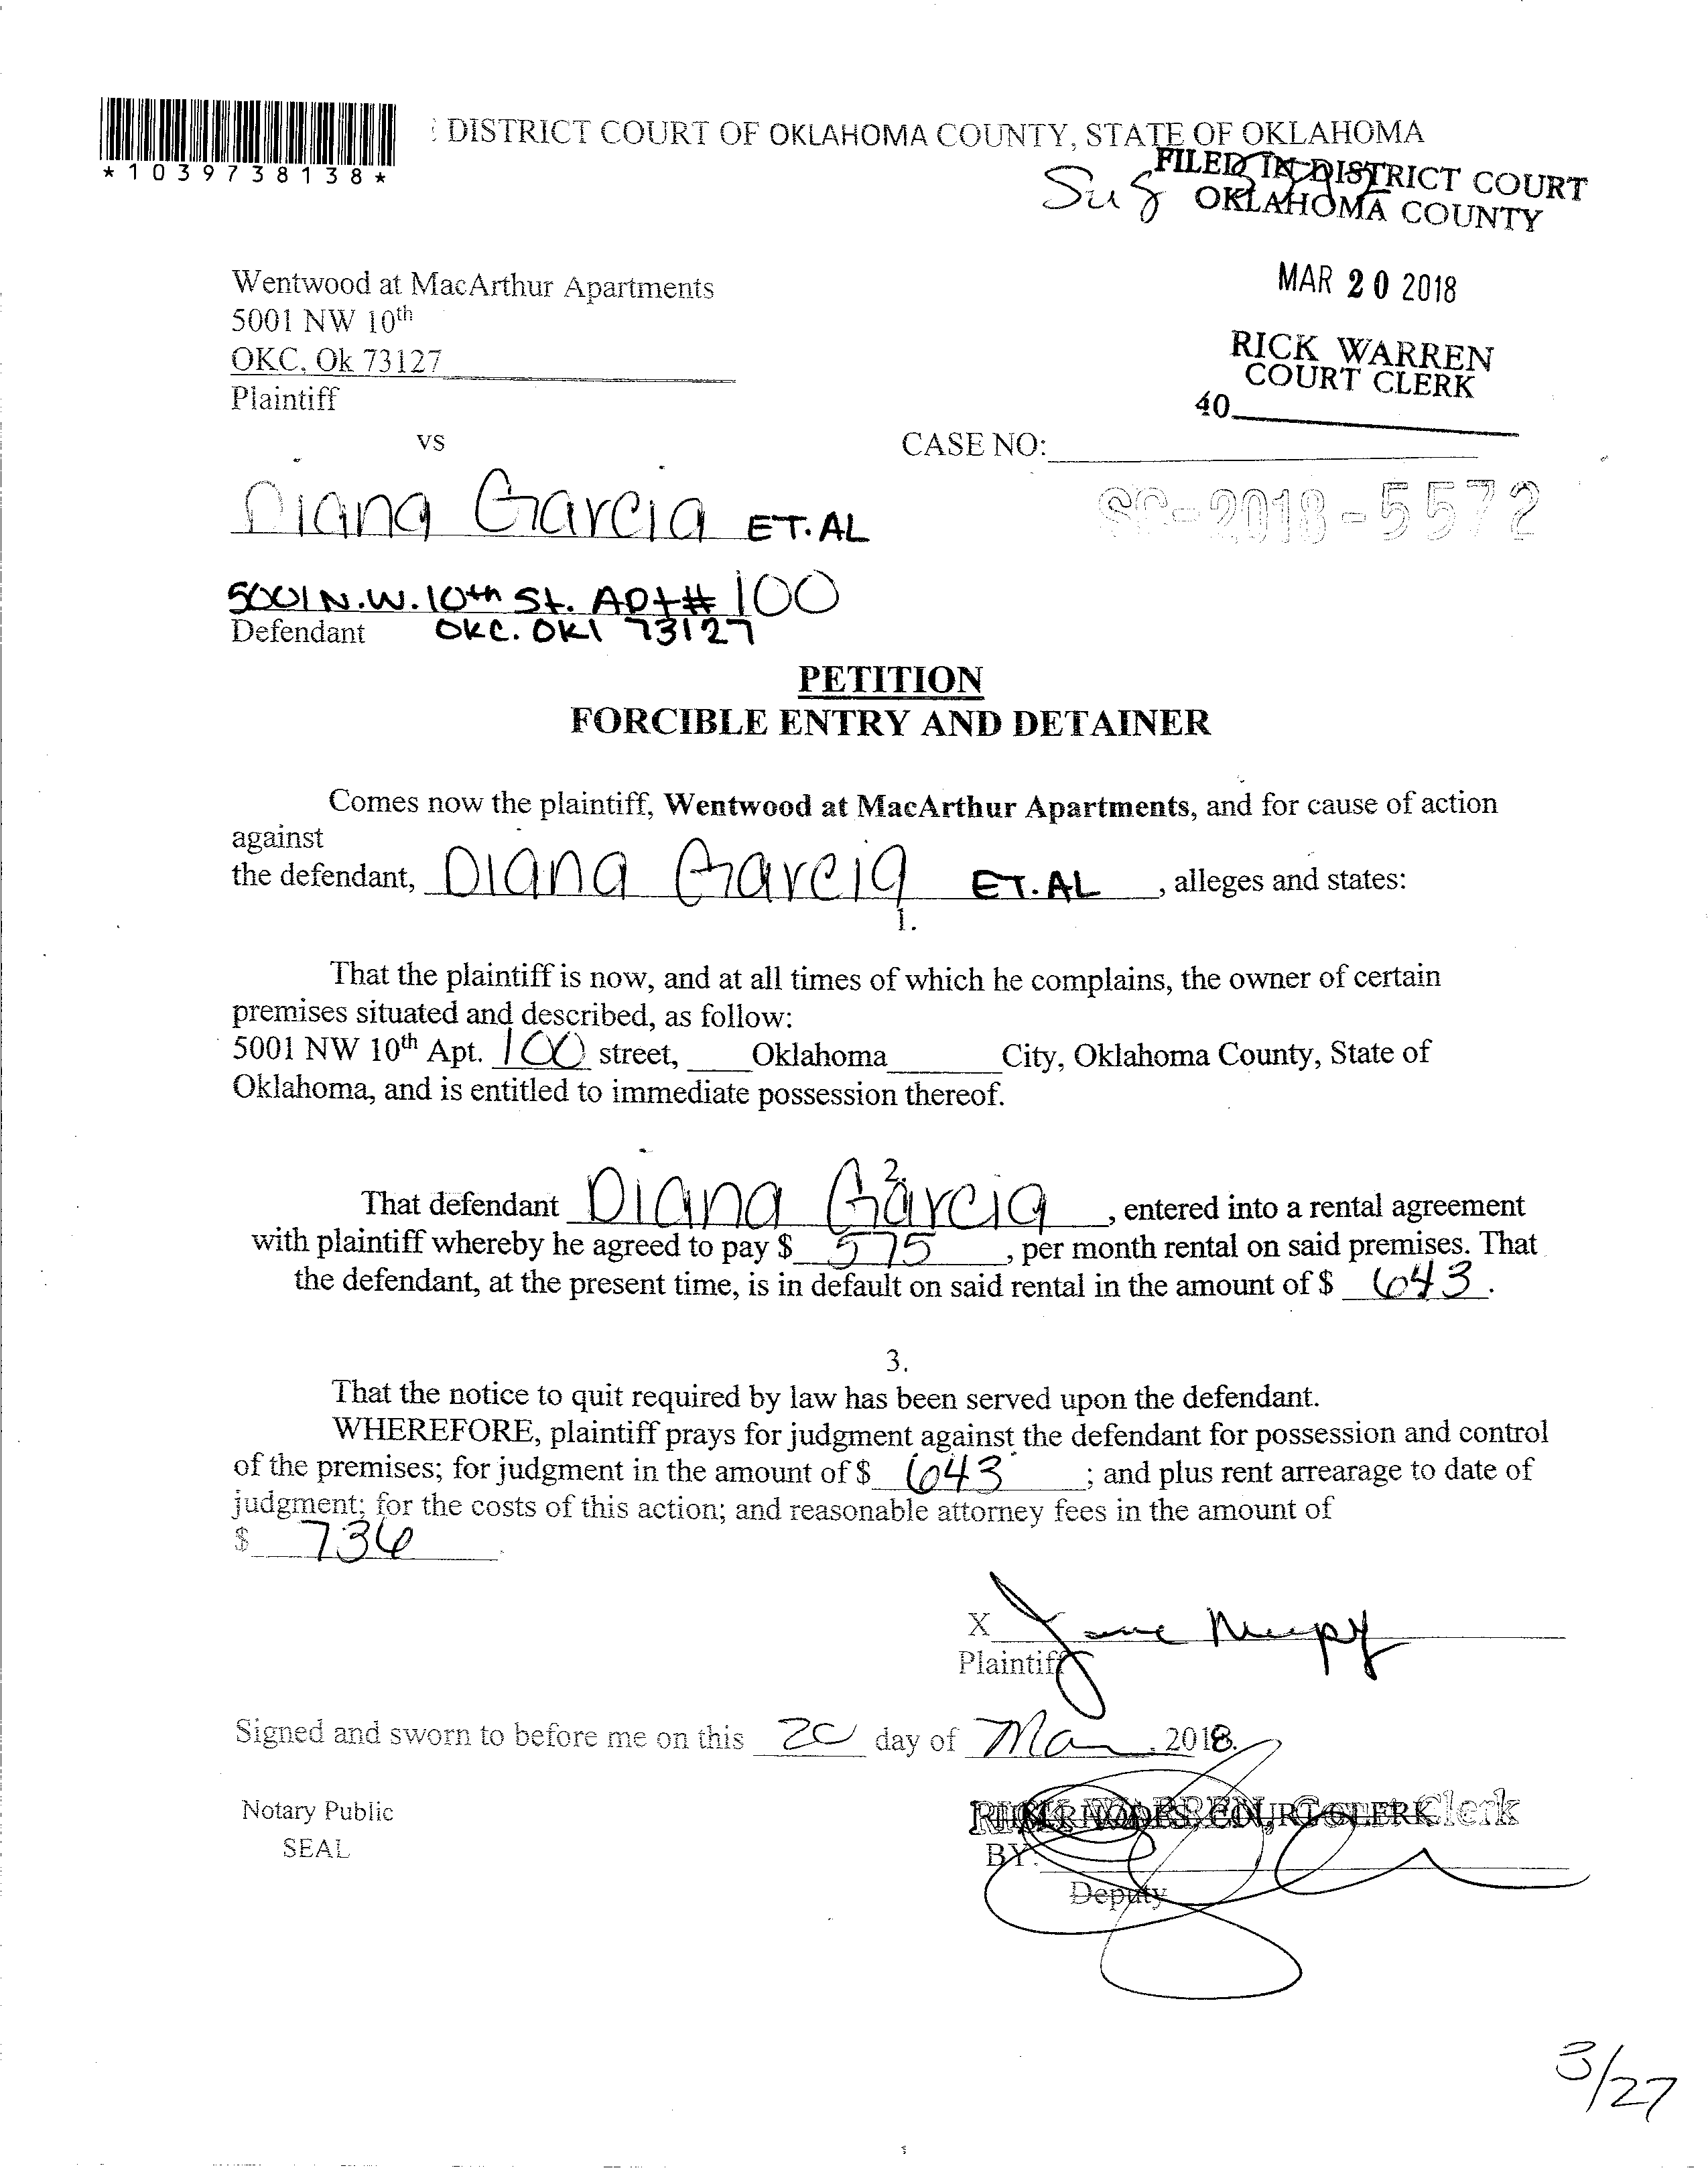 : DISTRICT COURT OF OKLAHOMA COUNTY, STATE OF OKLAHOMA
*1039738138*
FILED IN DISTRICT COURT
OKLAHOMA COUNTY
MAR 20 2018
RICK WARREN
COURT CLERK
40
Wentwood at MacArthur Apartments
5001 NW 10th
OKC, Ok 73127
Plaintiff
vs
CASE NO:
SC-2018-5572
Diana Garcia ET.AL
5001 N.W. 10th St. Apt# 100
Defendant OKC. OKl 73127
PETITION
FORCIBLE ENTRY AND DETAINER
Comes now the plaintiff, Wentwood at MacArthur Apartments, and for cause of action
against
the defendant, Diana Garcia ET.AL , alleges and states:
1.
That the plaintiff is now, and at all times of which he complains, the owner of certain
premises situated and described, as follow:
5001 NW 10th Apt. 100 street, Oklahoma City, Oklahoma County, State of
Oklahoma, and is entitled to immediate possession thereof.
2.
That defendant Diana Garcia , entered into a rental agreement
with plaintiff whereby he agreed to pay $ 575 , per month rental on said premises. That
the defendant, at the present time, is in default on said rental in the amount of $ 643.
3.
That the notice to quit required by law has been served upon the defendant.
WHEREFORE, plaintiff prays for judgment against the defendant for possession and control
of the premises; for judgment in the amount of $ 643 ; and plus rent arrearage to date of
judgment; for the costs of this action; and reasonable attorney fees in the amount of
$ 736
X
Plaintiff
Signed and sworn to before me on this 20 day of Mar, 2018.
Notary Public
SEAL
BY:
Deputy
3/27